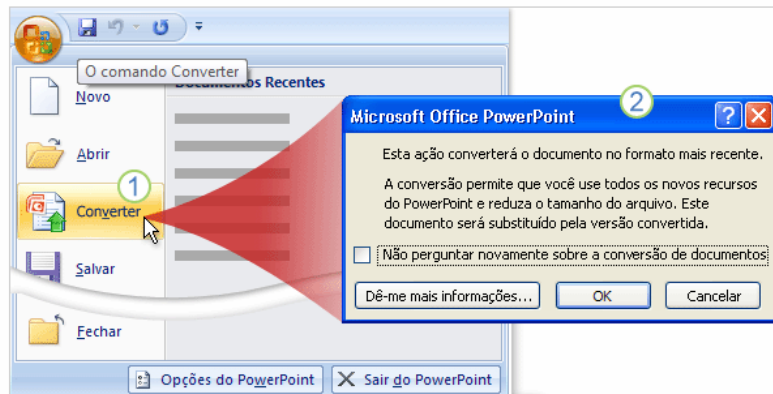 O comando Converter
Documentos Recentes
Novo
Abrir
1
Converter
Salvar
Fechar
Opções do PowerPoint
Sair do PowerPoint
2
Microsoft Office PowerPoint
Esta ação converterá o documento no formato mais recente.
A conversão permite que você use todos os novos recursos
do PowerPoint e reduza o tamanho do arquivo. Este
documento será substituído pela versão convertida.
Não perguntar novamente sobre a conversão de documentos
Dê-me mais informações...
OK
Cancelar